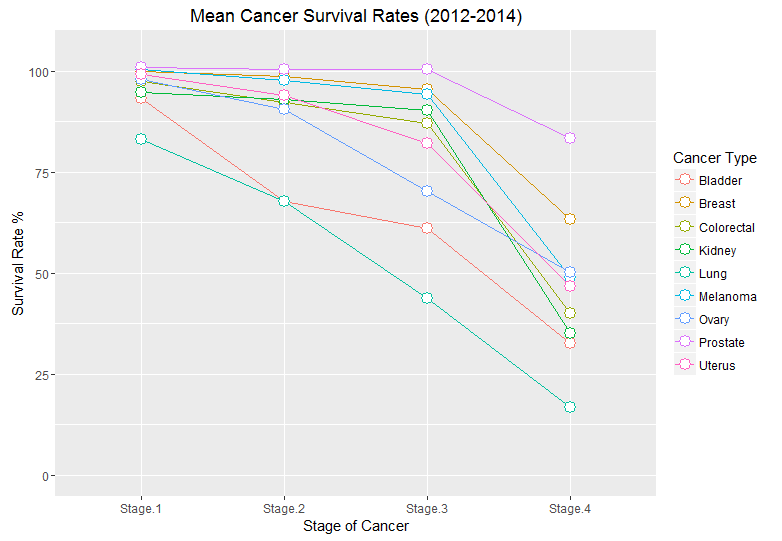 Mean Cancer Survival Rates (2012-2014)
Survival Rate %
100
75
50
25
0
Stage.1
Stage.2
Stage.3
Stage.4
Stage of Cancer
Cancer Type
Bladder
Breast
Colorectal
Kidney
Lung
Melanoma
Ovary
Prostate
Uterus